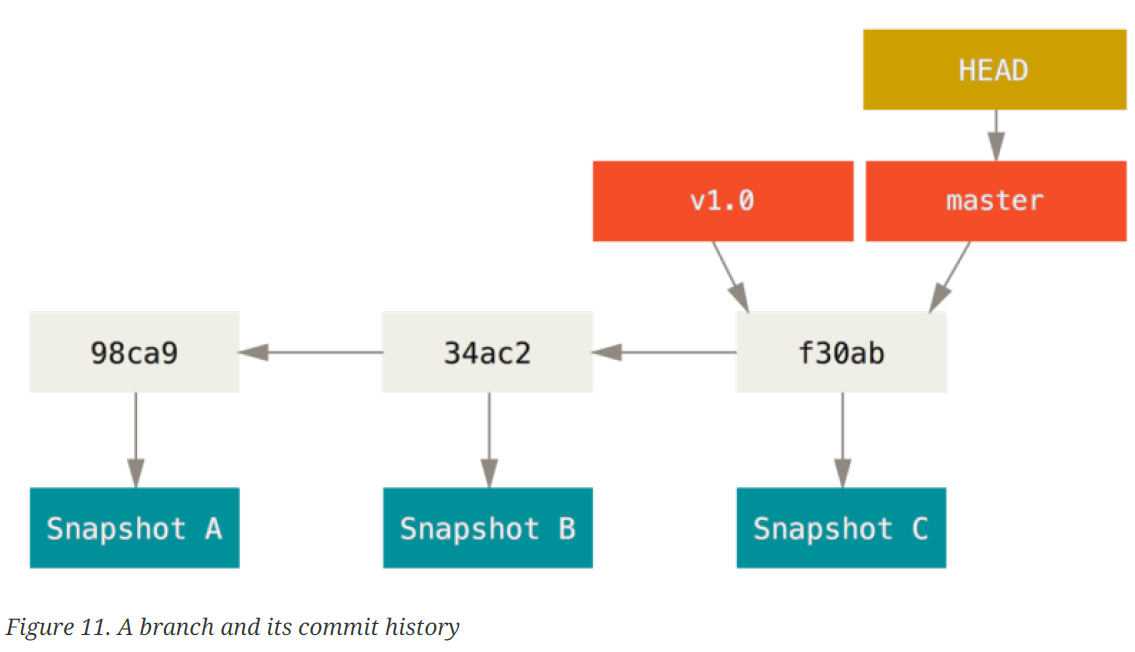 HEAD
v1.0
master
98ca9
34ac2
f30ab
Snapshot A
Snapshot B
Snapshot C
Figure 11. A branch and its commit history